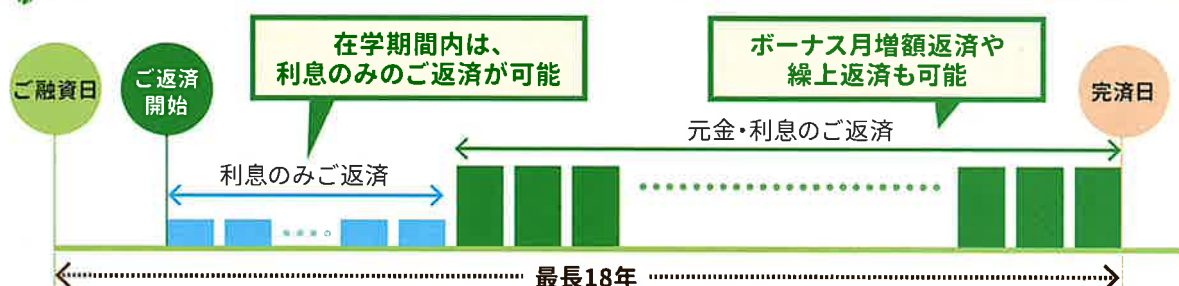 在学期間内は、
利息のみのご返済が可能
ボーナス月増額返済や
繰上返済も可能
ご融資日
ご返済
開始
完済日
元金・利息のご返済
利息のみご返済
最長18年